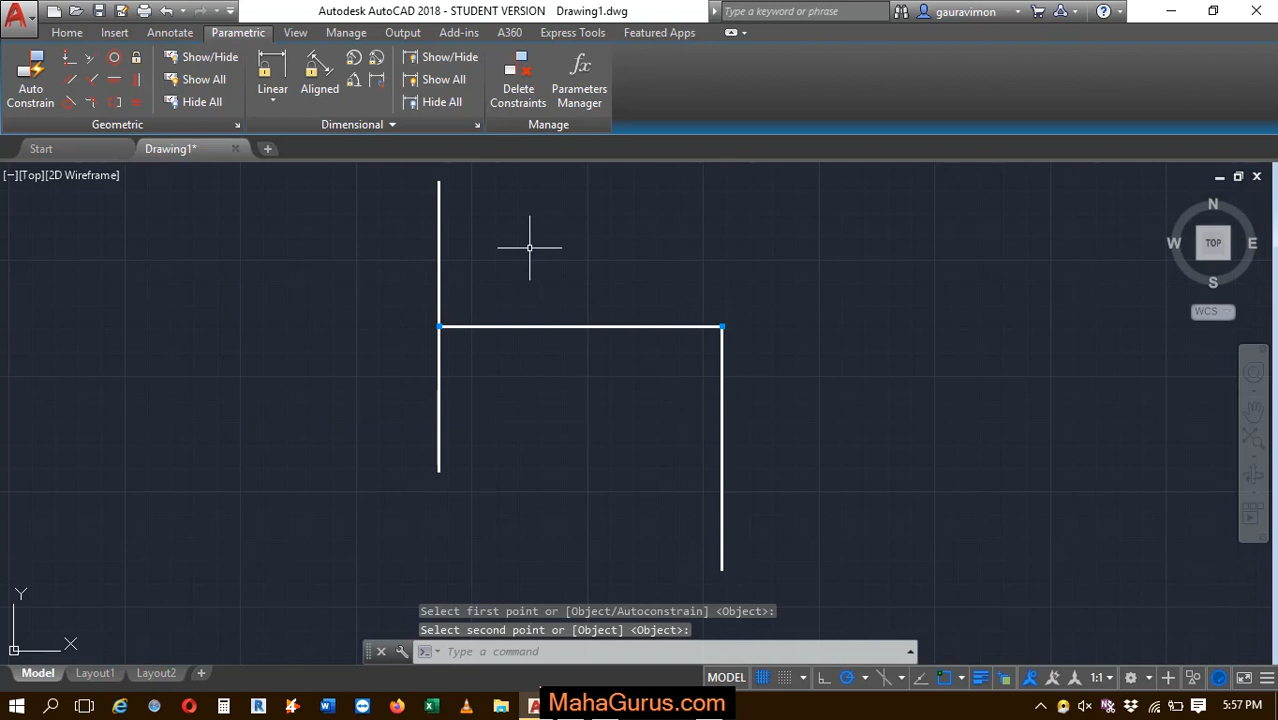 Autodesk AutoCAD 2018 - STUDENT VERSION Drawing1.dwg
Type a keyword or phrase
gauravimon
Home Insert Annotate Parametric View Manage Output Add-ins A360 Express Tools Featured Apps
Auto
Constrain
Show/Hide
Show All
Hide All
Geometric
Linear
Aligned
Show/Hide
Show All
Hide All
Dimensional
Delete
Constraints
fx
Parameters
Manager
Manage
Start
Drawing1*
[−][Top][2D Wireframe]
N
W TOP E
S
WCS
Y
X
Select first point or [Object/Autoconstrain] <Object>:
Select second point or [Object] <Object>:
Type a command
Model Layout1 Layout2
MODEL
1:1
MahaGurus.com
5:57 PM